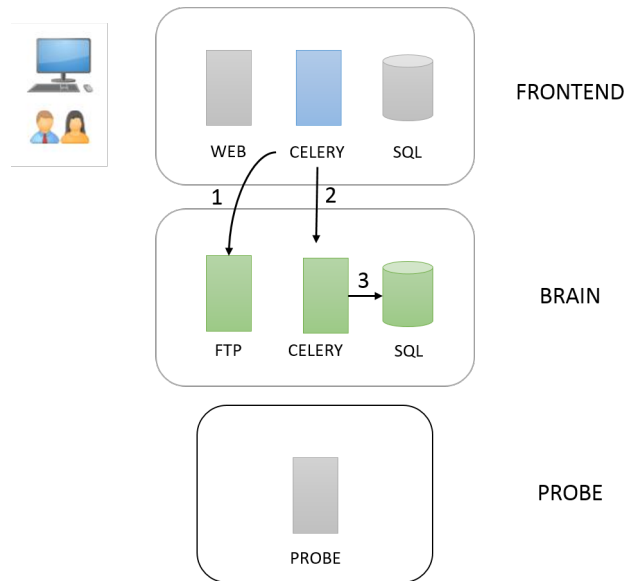 FRONTEND
WEB
CELERY
SQL
1
2
BRAIN
3
FTP
CELERY
SQL
PROBE
PROBE